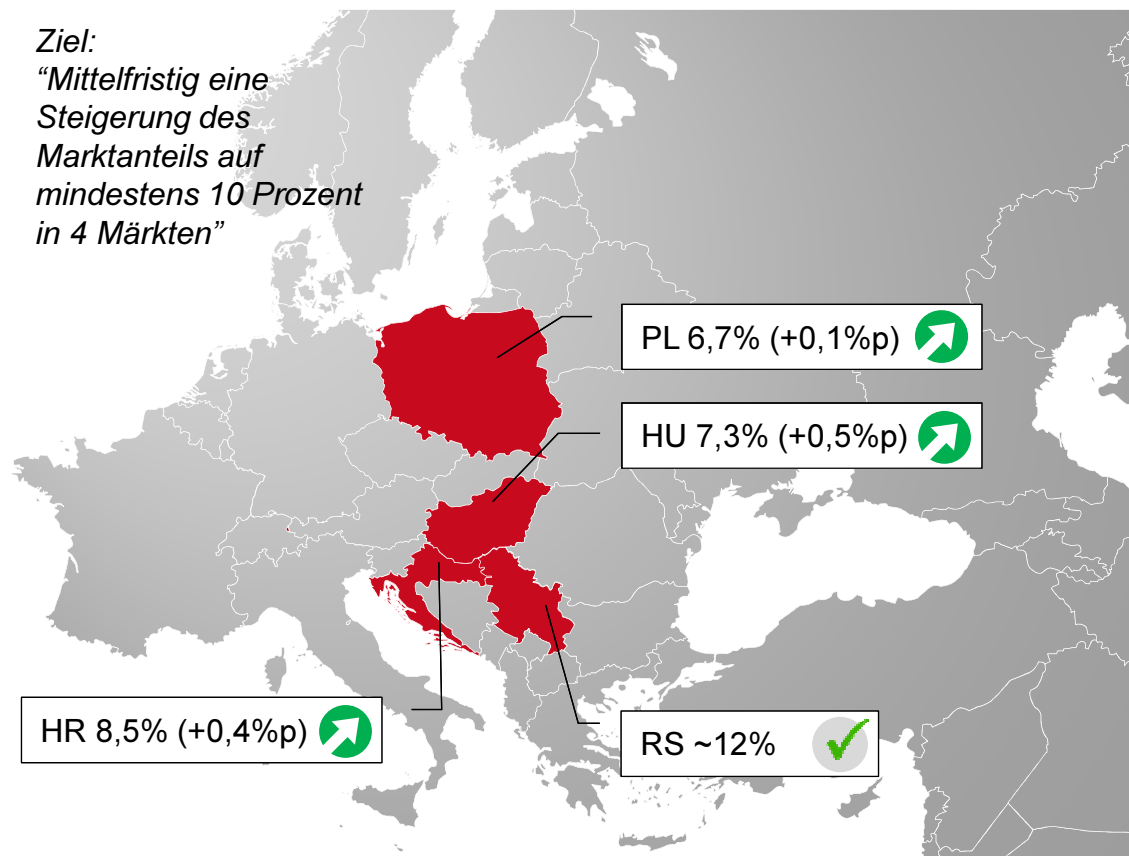 Ziel:
“Mittelfristig eine
Steigerung des
Marktanteils auf
mindestens 10 Prozent
in 4 Märkten”
PL 6,7% (+0,1%p)
HU 7,3% (+0,5%p)
HR 8,5% (+0,4%p)
RS ~12%